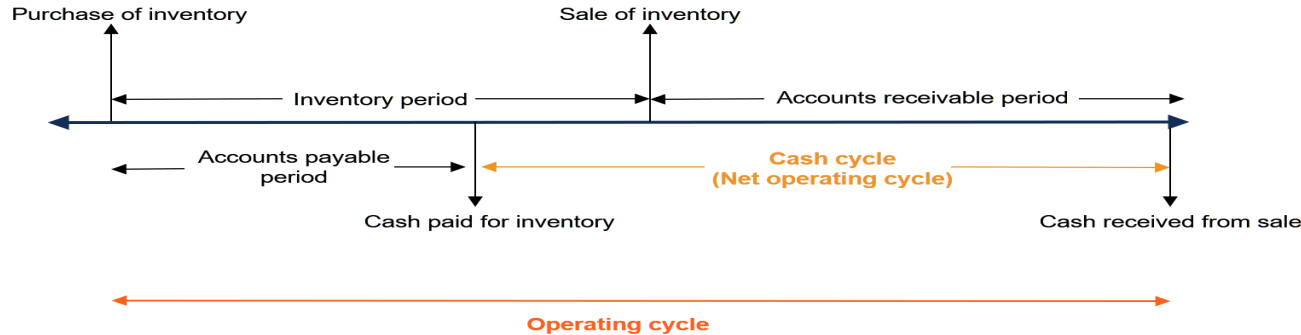 Purchase of inventory
Sale of inventory
Inventory period
Accounts receivable period
Accounts payable
period
Cash cycle
(Net operating cycle)
Cash paid for inventory
Cash received from sale
Operating cycle